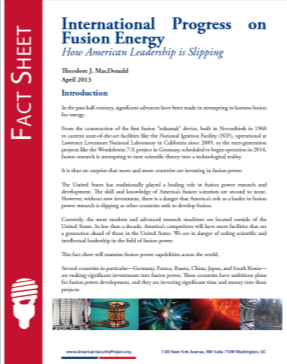 FACT SHEET
International Progress on
Fusion Energy
How American Leadership is Slipping
Theodore J. MacDonald
April 2013
Introduction
In the past half-century, significant advances have been made in attempting to harness fusion
for energy.
From the construction of the first fusion "tokamak" device, built in Novosibirsk in 1968
to current state-of-the-art facilities like the National Ignition Facility (NIF), operational at
Lawrence Livermore National Laboratory in California since 2009, to the next-generation
projects like the Wendelstein 7-X project in Germany, scheduled to begin operation in 2014,
fusion research is attempting to turn scientific theory into a technological reality.
It is thus no surprise that more and more countries are investing in fusion power.
The United States has traditionally played a leading role in fusion power research and
development. The skill and knowledge of America's fusion scientists are second to none.
However, without new investment, there is a danger that America's role as a leader in fusion
power research is slipping as other countries seek to develop fusion.
Currently, the most modern and advanced research machines are located outside of the
United States. In less than a decade, America's competitors will have more facilities that are
a generation ahead of those in the United States. We are in danger of ceding scientific and
intellectual leadership in the field of fusion power.
This fact sheet will examine fusion power capabilities across the world.
Several countries in particular—Germany, France, Russia, China, Japan, and South Korea—
are making significant investments into fusion power. These countries have ambitious plans
for fusion power development, and they are investing significant time and money into these
projects.
www.AmericanSecurityProject.org
1100 New York Avenue, NW Suite 710W Washington, DC